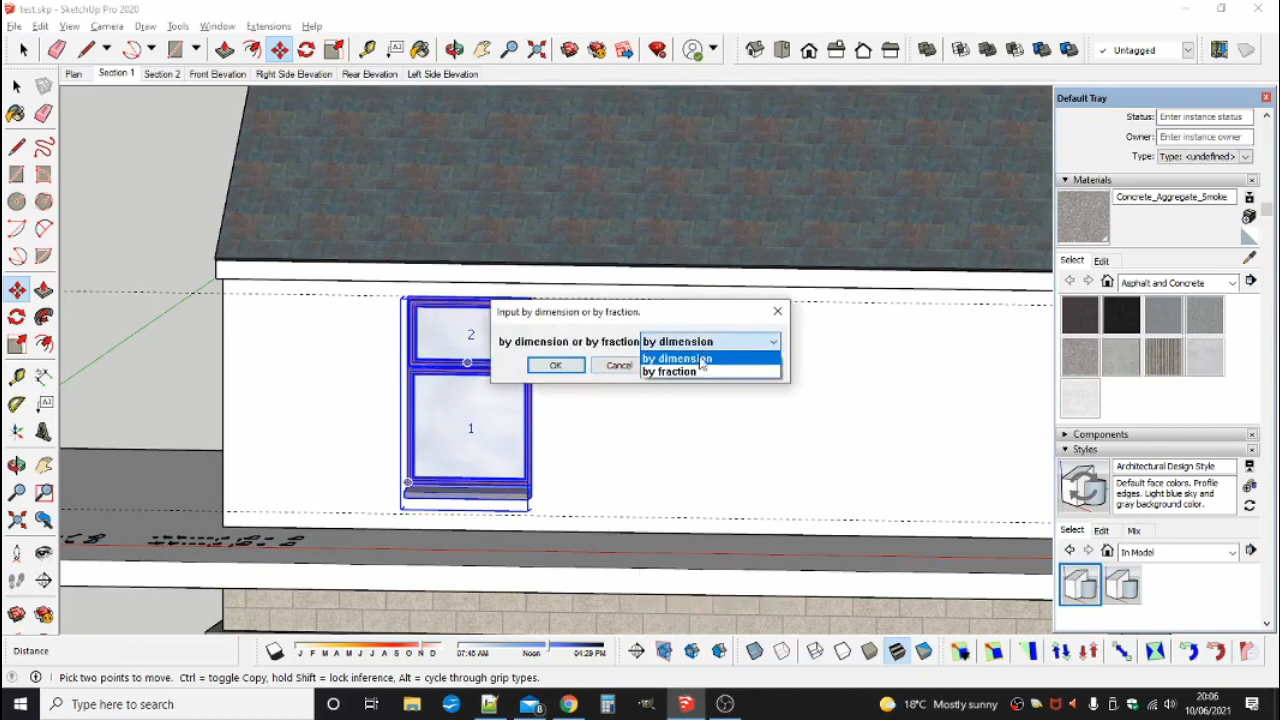 test.skp - SketchUp Pro 2020
File Edit View Camera Draw Tools Window Extensions Help
Untagged
Plan Section 1 Section 2 Front Elevation Right Side Elevation Rear Elevation Left Side Elevation
Default Tray
Status: Enter instance status
Owner: Enter instance owner
Type: Type: <undefined>
Materials
Concrete_Aggregate_Smoke
Select Edit
Asphalt and Concrete
Input by dimension or by fraction.
by dimension or by fraction by dimension
by dimension
by fraction
OK Cancel
2
1
Components
Styles
Architectural Design Style
Default face colors. Profile
edges. Light blue sky and
gray background color.
Select Edit Mix
In Model
Distance
J F M A M J J A S O N D
07:45 AM Noon 04:29 PM
Pick two points to move. Ctrl = toggle Copy, hold Shift = lock inference, Alt = cycle through grip types.
Type here to search
8
18°C Mostly sunny
20:06
10/06/2021